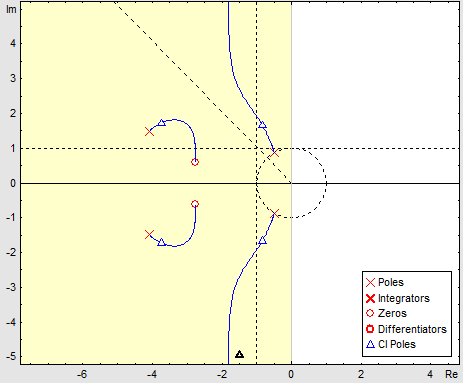 Im
4
3
2
1
0
-1
-2
-3
-4
-5
-6
-4
-2
0
2
4
Re
Poles
Integrators
Zeros
Differentiators
Cl Poles